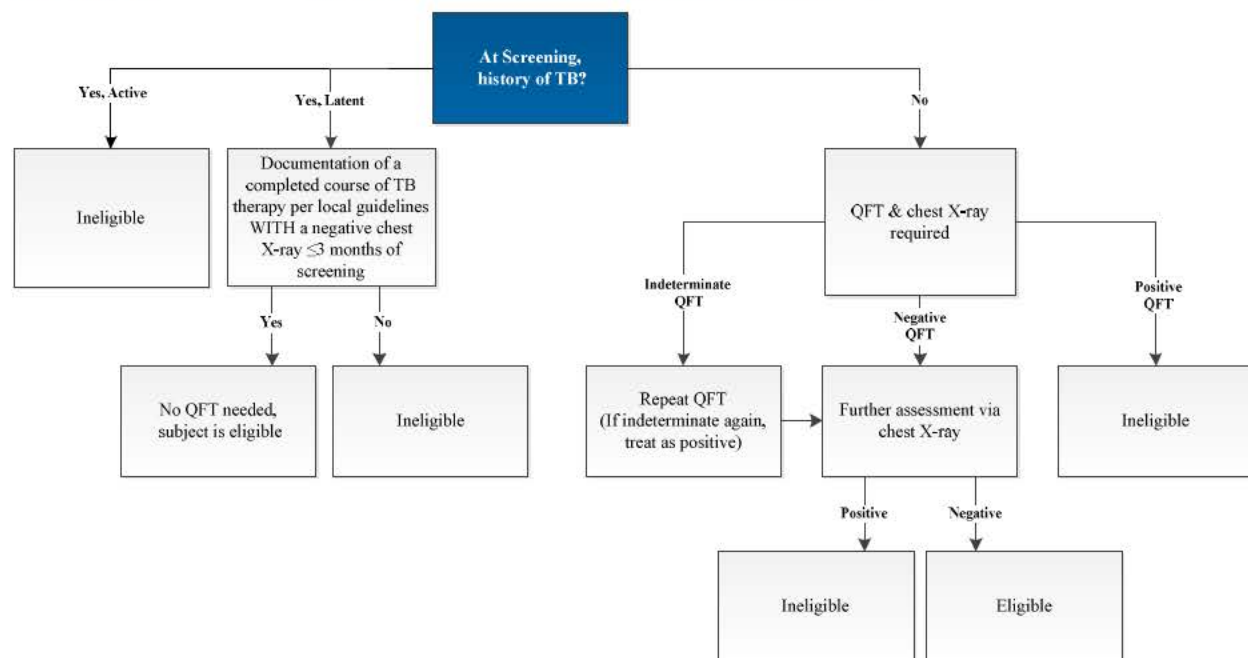 At Screening,
history of TB?
Yes, Active
Yes, Latent
No
Ineligible
Documentation of a
completed course of TB
therapy per local guidelines
WITH a negative chest
X-ray ≤3 months of
screening
QFT & chest X-ray
required
Yes
No
Indeterminate
QFT
Negative
QFT
Positive
QFT
No QFT needed,
subject is eligible
Ineligible
Repeat QFT
(If indeterminate again,
treat as positive)
Further assessment via
chest X-ray
Ineligible
Positive
Negative
Ineligible
Eligible